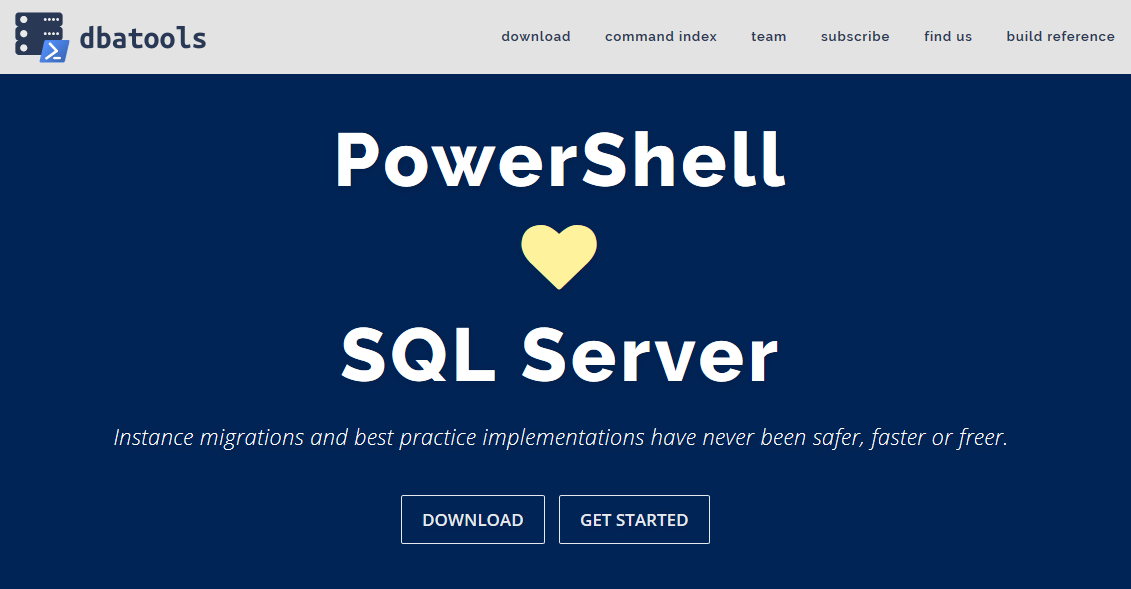 dbatools
download command index team subscribe find us build reference
PowerShell
SQL Server
Instance migrations and best practice implementations have never been safer, faster or freer.
DOWNLOAD GET STARTED